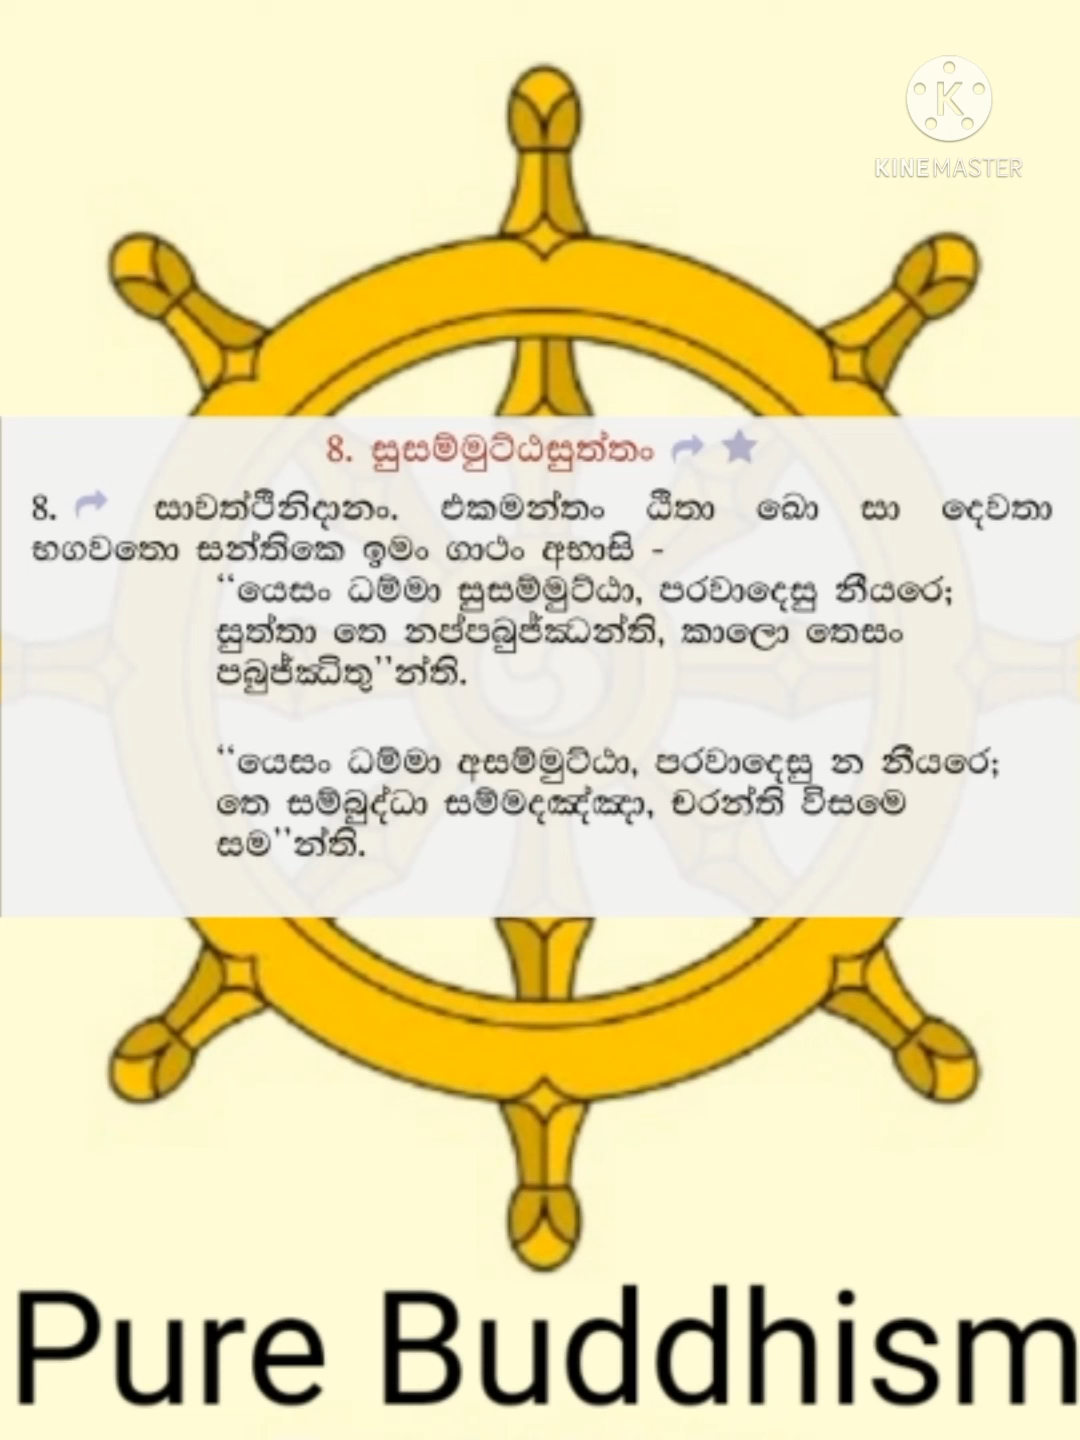 KINEMASTER
8. සුසම්මුට්ඨසුත්තං
8. සාවත්ථිනිදානං. එකමන්තං ඨිතා ඛො සා දෙවතා
භගවතො සන්තිකෙ ඉමං ගාථං අභාසි -
‘‘යෙසං ධම්මා සුසම්මුට්ඨා, පරවාදෙසු නීයරෙ;
සුත්තා තෙ නප්පබුජ්ඣන්ති, කාලො තෙසං
පබුජ්ඣිතු’’න්ති.
‘‘යෙසං ධම්මා අසම්මුට්ඨා, පරවාදෙසු න නීයරෙ;
තෙ සම්බුද්ධා සම්මදඤ්ඤා, චරන්ති විසමෙ
සම’’න්ති.
Pure Buddhism